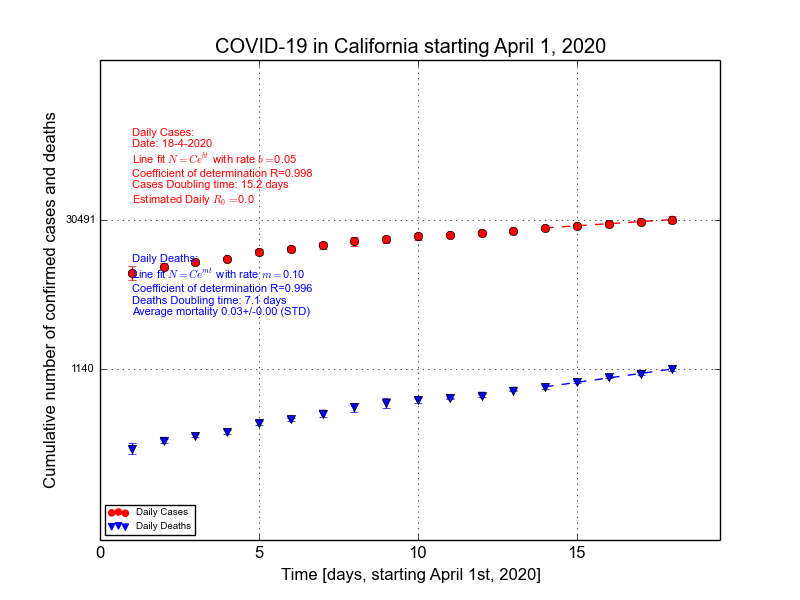 COVID-19 in California starting April 1, 2020
Cumulative number of confirmed cases and deaths
Daily Cases:
Date: 18-4-2020
Line fit N=Ce^{bt} with rate b=0.05
Coefficient of determination R=0.998
Cases Doubling time: 15.2 days
Estimated Daily R_0=0.0
30491
Daily Deaths:
Line fit N=Ce^{mt} with rate m=0.10
Coefficient of determination R=0.996
Deaths Doubling time: 7.1 days
Average mortality 0.03+/-0.00 (STD)
1140
Daily Cases
Daily Deaths
0 5 10 15
Time [days, starting April 1st, 2020]